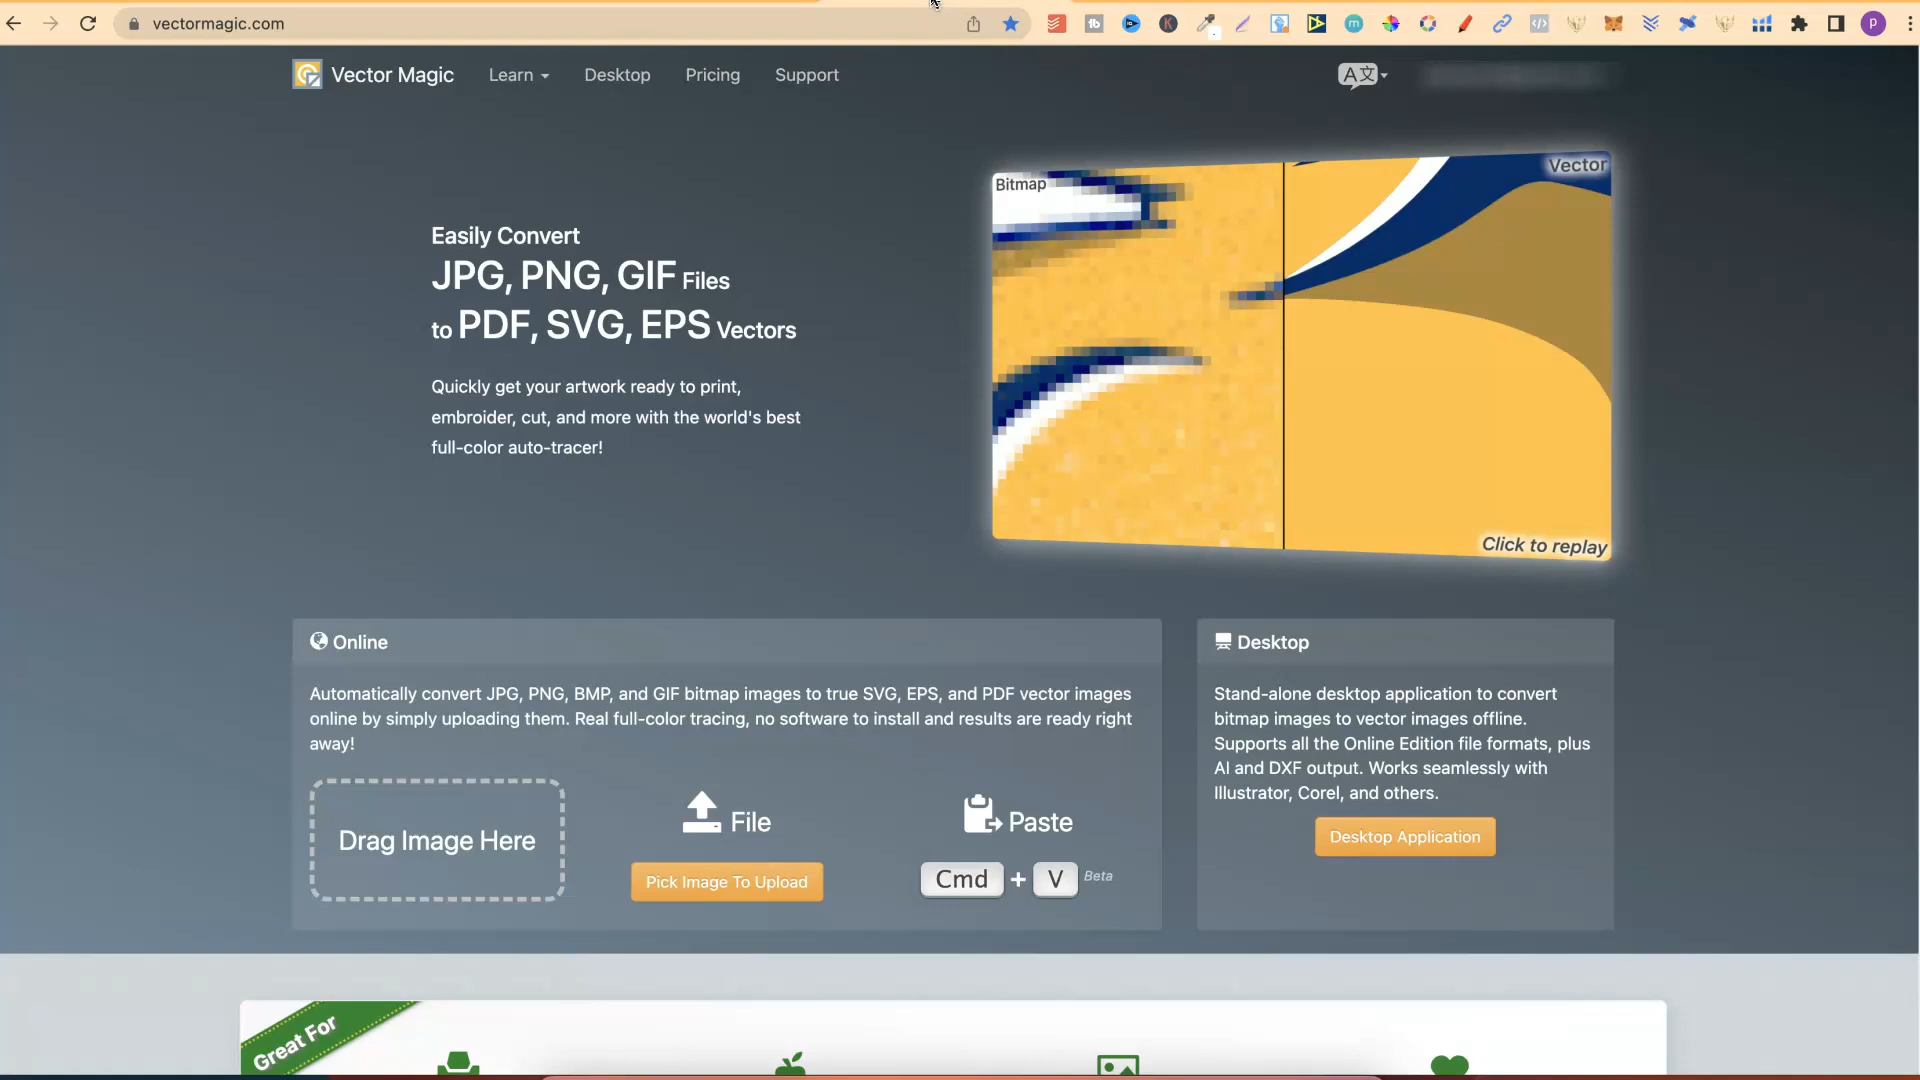 vectormagic.com
Vector Magic Learn Desktop Pricing Support
Bitmap
Vector
Easily Convert
JPG, PNG, GIF Files
to PDF, SVG, EPS Vectors
Quickly get your artwork ready to print,
embroider, cut, and more with the world's best
full-color auto-tracer!
Click to replay
Online
Automatically convert JPG, PNG, BMP, and GIF bitmap images to true SVG, EPS, and PDF vector images
online by simply uploading them. Real full-color tracing, no software to install and results are ready right
away!
Drag Image Here
File
Pick Image To Upload
Paste
Cmd + V Beta
Desktop
Stand-alone desktop application to convert
bitmap images to vector images offline.
Supports all the Online Edition file formats, plus
AI and DXF output. Works seamlessly with
Illustrator, Corel, and others.
Desktop Application
Great For